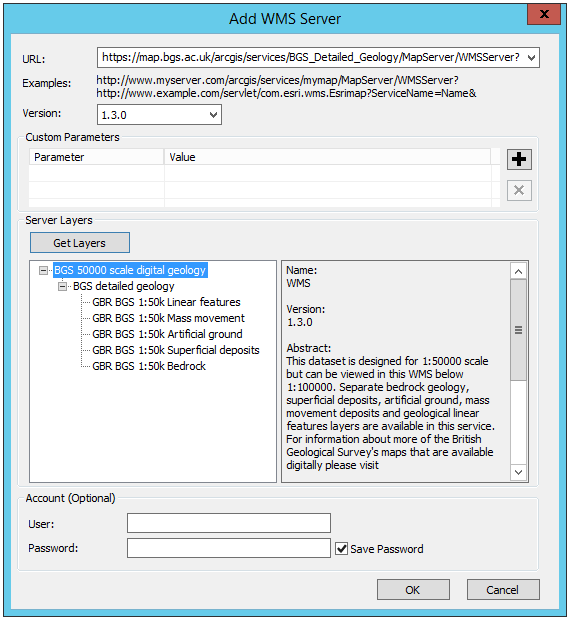 Add WMS Server
x
URL:
https://map.bgs.ac.uk/arcgis/services/BGS_Detailed_Geology/MapServer/WMSServer?
Examples:
http://www.myserver.com/arcgis/services/mymap/MapServer/WMSServer?
http://www.example.com/servlet/com.esri.wms.Esrimap?ServiceName=Name&
Version:
1.3.0
Custom Parameters
Parameter Value
Server Layers
Get Layers
BGS 50000 scale digital geology
BGS detailed geology
GBR BGS 1:50k Linear features
GBR BGS 1:50k Mass movement
GBR BGS 1:50k Artificial ground
GBR BGS 1:50k Superficial deposits
GBR BGS 1:50k Bedrock
Name:
WMS
Version:
1.3.0
Abstract:
This dataset is designed for 1:50000 scale
but can be viewed in this WMS below
1:100000. Separate bedrock geology,
superficial deposits, artificial ground, mass
movement deposits and geological linear
features layers are available in this service.
For information about more of the British
Geological Survey's maps that are available
digitally please visit
Account (Optional)
User:
Password:
Save Password
OK
Cancel